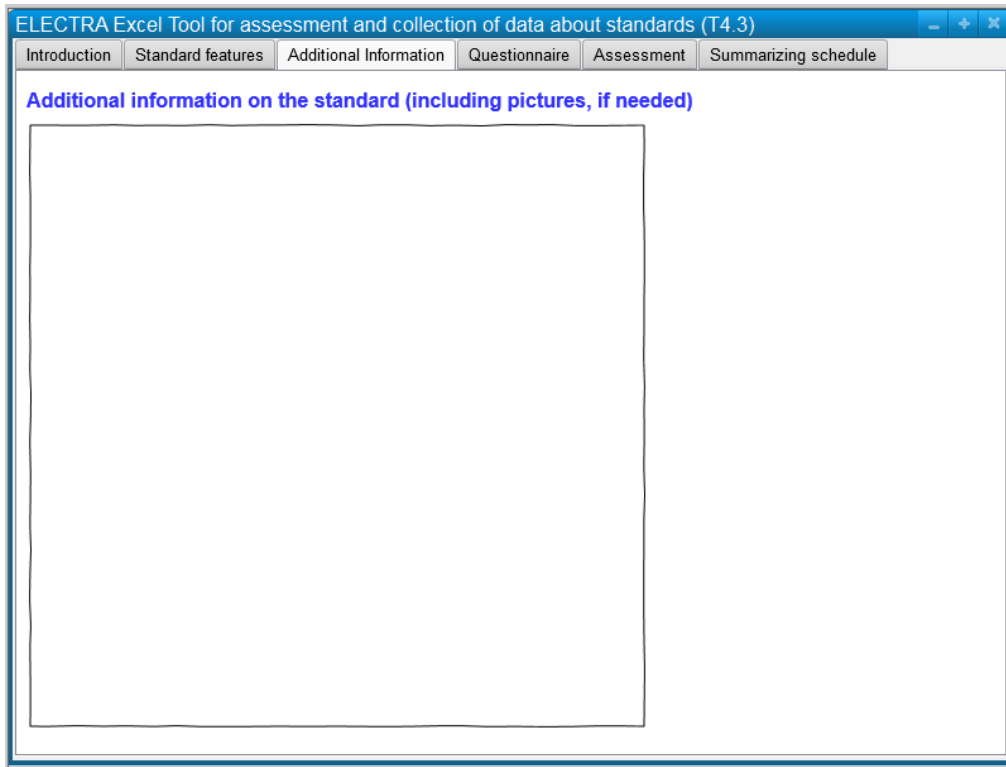 ELECTRA Excel Tool for assessment and collection of data about standards (T4.3)
Introduction Standard features Additional Information Questionnaire Assessment Summarizing schedule
Additional information on the standard (including pictures, if needed)